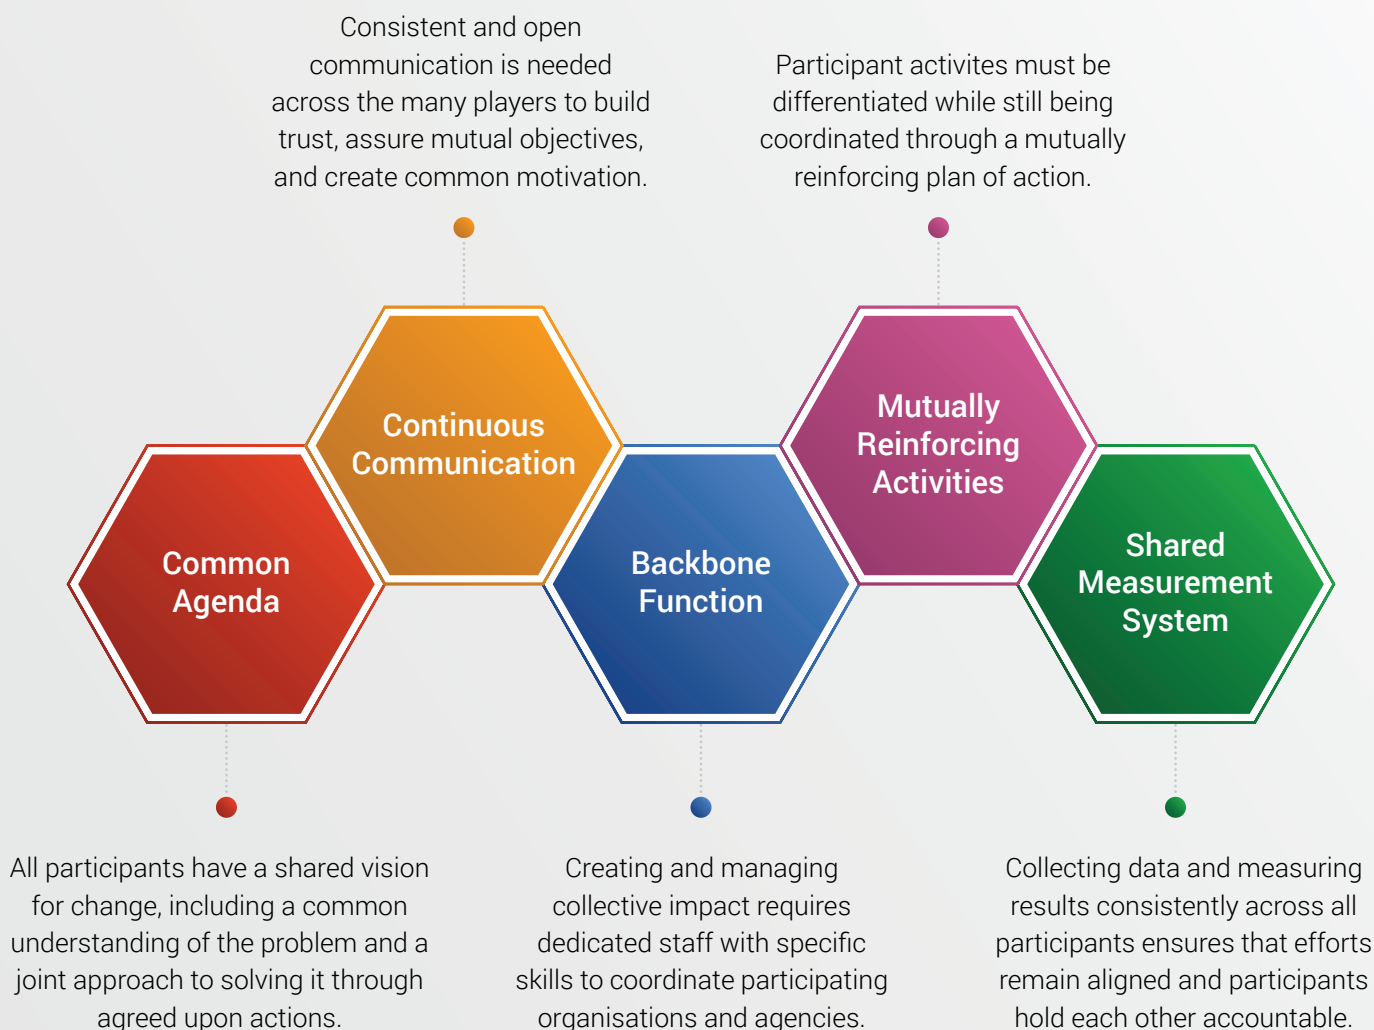 Consistent and open
communication is needed
across the many players to build
trust, assure mutual objectives,
and create common motivation.
Participant activites must be
differentiated while still being
coordinated through a mutually
reinforcing plan of action.
Common
Agenda
Continuous
Communication
Backbone
Function
Mutually
Reinforcing
Activities
Shared
Measurement
System
All participants have a shared vision
for change, including a common
understanding of the problem and a
joint approach to solving it through
agreed upon actions.
Creating and managing
collective impact requires
dedicated staff with specific
skills to coordinate participating
organisations and agencies.
Collecting data and measuring
results consistently across all
participants ensures that efforts
remain aligned and participants
hold each other accountable.